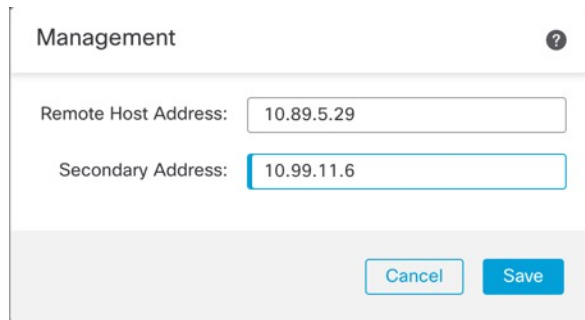 Management
?
Remote Host Address: 10.89.5.29
Secondary Address: 10.99.11.6
Cancel Save